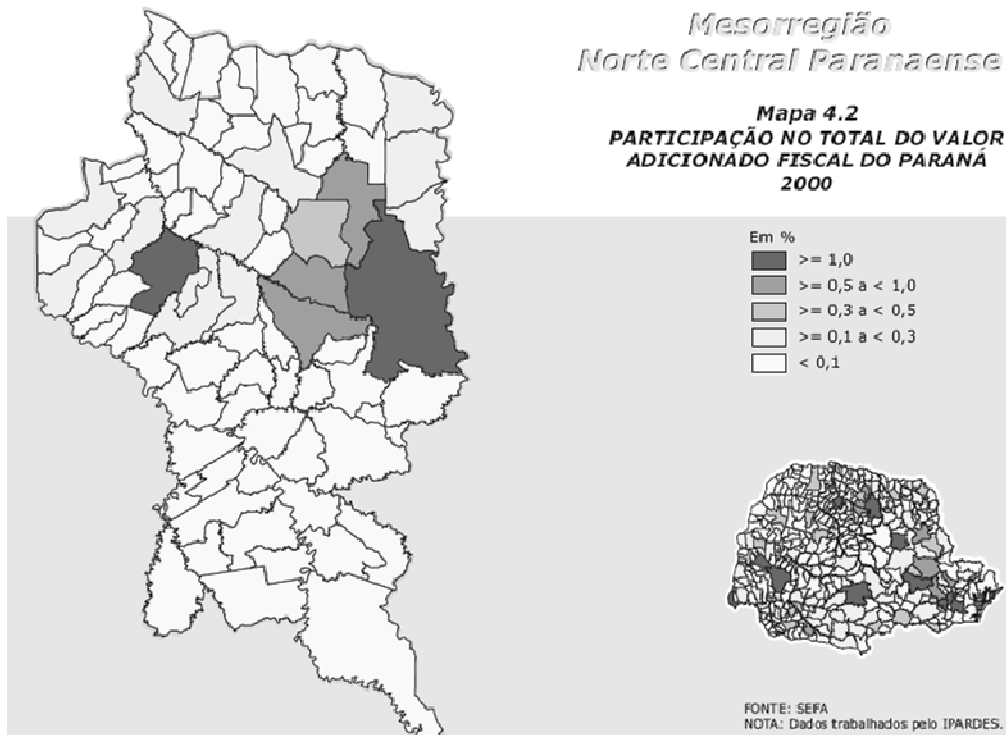 Mesorregião
Norte Central Paranaense
Mapa 4.2
PARTICIPAÇÃO NO TOTAL DO VALOR
ADICIONADO FISCAL DO PARANÁ
2000
Em %
>= 1,0
>= 0,5 a < 1,0
>= 0,3 a < 0,5
>= 0,1 a < 0,3
< 0,1
FONTE: SEFA
NOTA: Dados trabalhados pelo IPARDES.